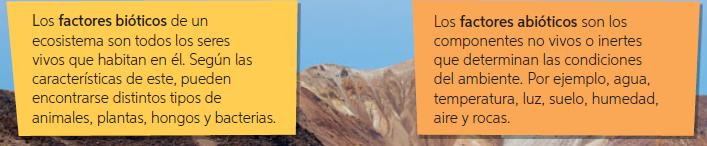 Los factores bióticos de un
ecosistema son todos los seres
vivos que habitan en él. Según las
características de este, pueden
encontrarse distintos tipos de
animales, plantas, hongos y bacterias.
Los factores abióticos son los
componentes no vivos o inertes
que determinan las condiciones
del ambiente. Por ejemplo, agua,
temperatura, luz, suelo, humedad,
aire y rocas.